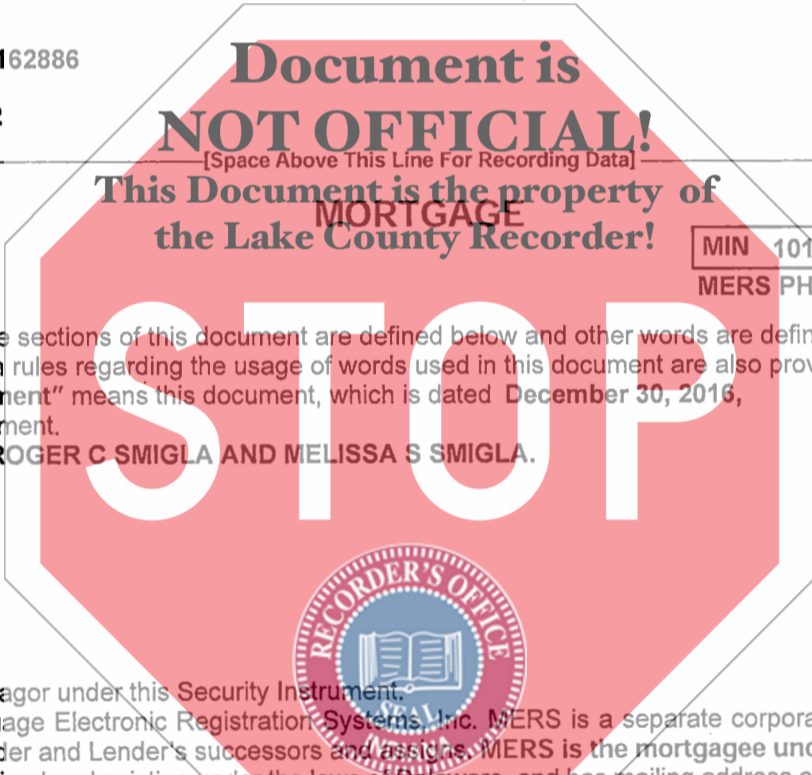 162886
Document is
NOT OFFICIAL!
[Space Above This Line For Recording Data]
This Document is the property of
MORTGAGE
the Lake County Recorder!
MIN 101
MERS PH
e sections of this document are defined below and other words are defin
rules regarding the usage of words used in this document are also prov
ment” means this document, which is dated December 30, 2016,
ment.
ROGER C SMIGLA AND MELISSA S SMIGLA.
STOP
RECORDER'S OFFICE
SEAL
agor under this Security Instrument.
age Electronic Registration Systems, Inc. MERS is a separate corpora
der and Lender's successors and assigns. MERS is the mortgagee und